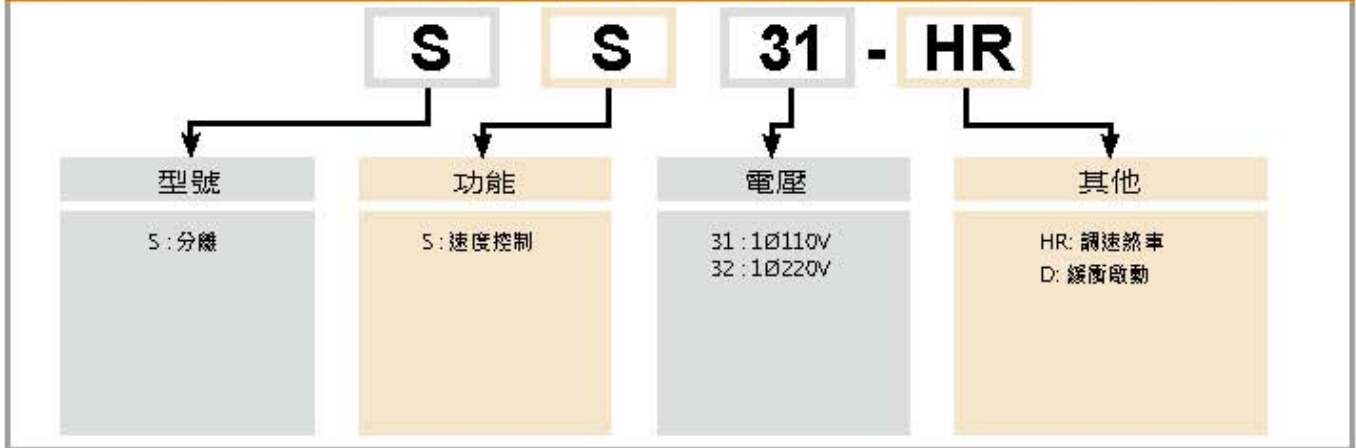 S S 31 - HR
型號
功能
電壓
其他
S : 分離
S : 速度控制
31 : 1Ø110V
32 : 1Ø220V
HR: 調速煞車
D: 緩衝啟動